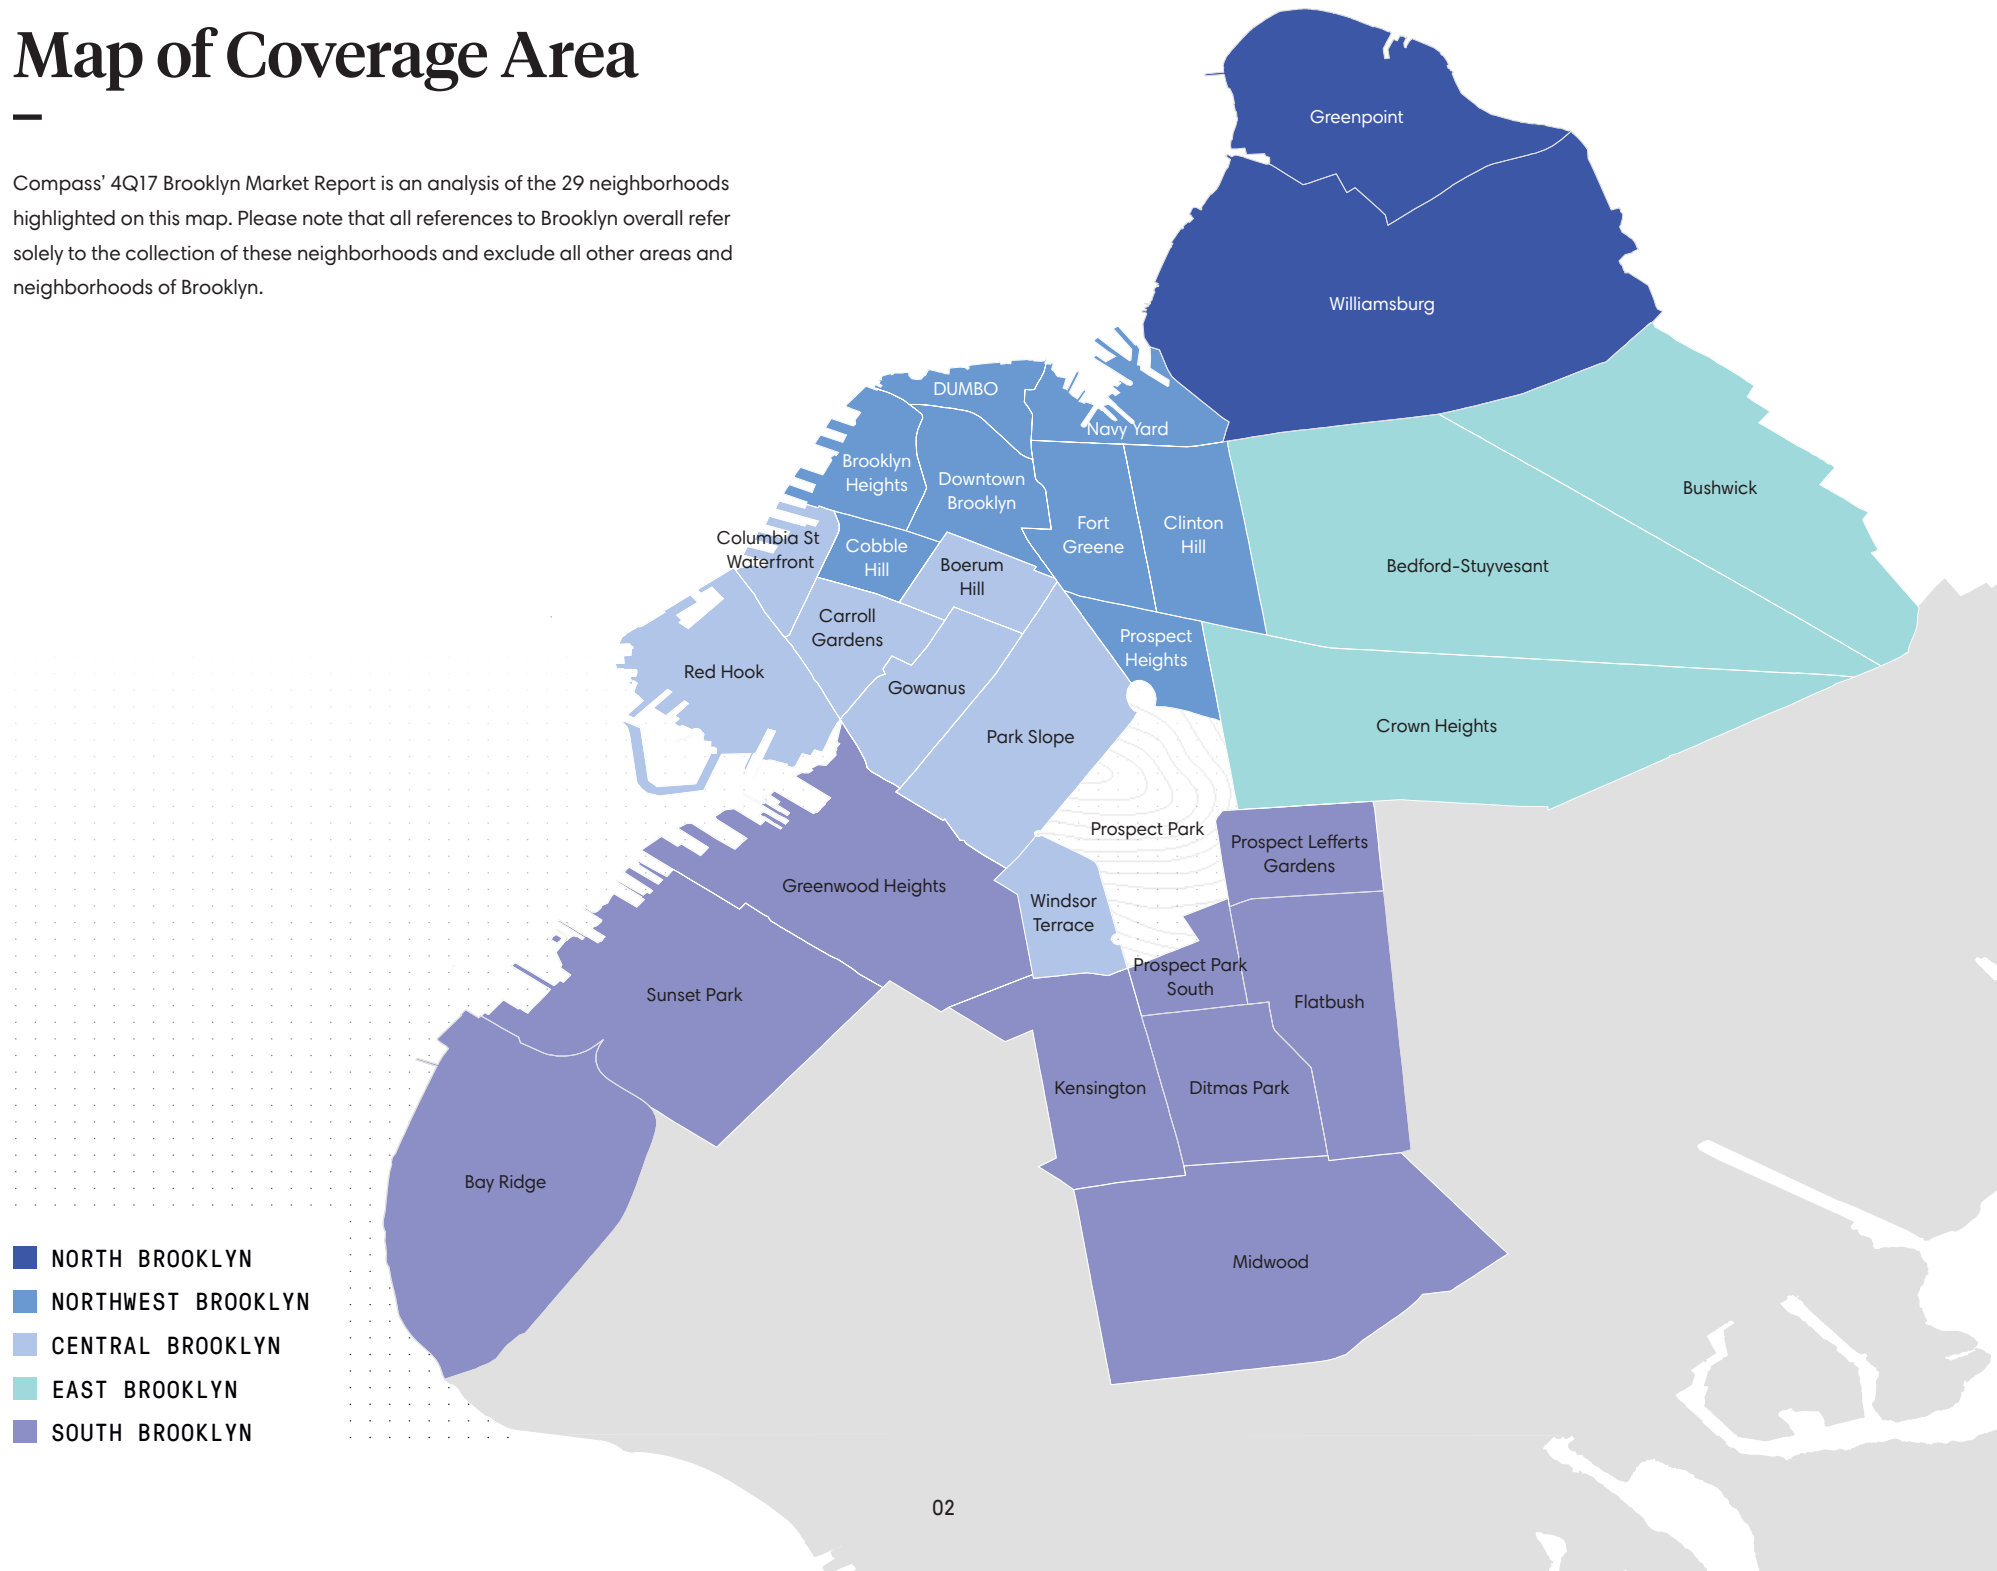 Map of Coverage Area
Compass’ 4Q17 Brooklyn Market Report is an analysis of the 29 neighborhoods
highlighted on this map. Please note that all references to Brooklyn overall refer
solely to the collection of these neighborhoods and exclude all other areas and
neighborhoods of Brooklyn.
Greenpoint
Williamsburg
DUMBO
Navy Yard
Brooklyn
Heights
Downtown
Brooklyn
Fort
Greene
Clinton
Hill
Bushwick
Columbia St
Waterfront
Cobble
Hill
Boerum
Hill
Bedford-Stuyvesant
Carroll
Gardens
Prospect
Heights
Red Hook
Gowanus
Park Slope
Crown Heights
Prospect Park
Prospect Lefferts
Gardens
Greenwood Heights
Windsor
Terrace
Prospect Park
South
Sunset Park
Flatbush
Kensington
Ditmas Park
Bay Ridge
Midwood
NORTH BROOKLYN
NORTHWEST BROOKLYN
CENTRAL BROOKLYN
EAST BROOKLYN
SOUTH BROOKLYN
02